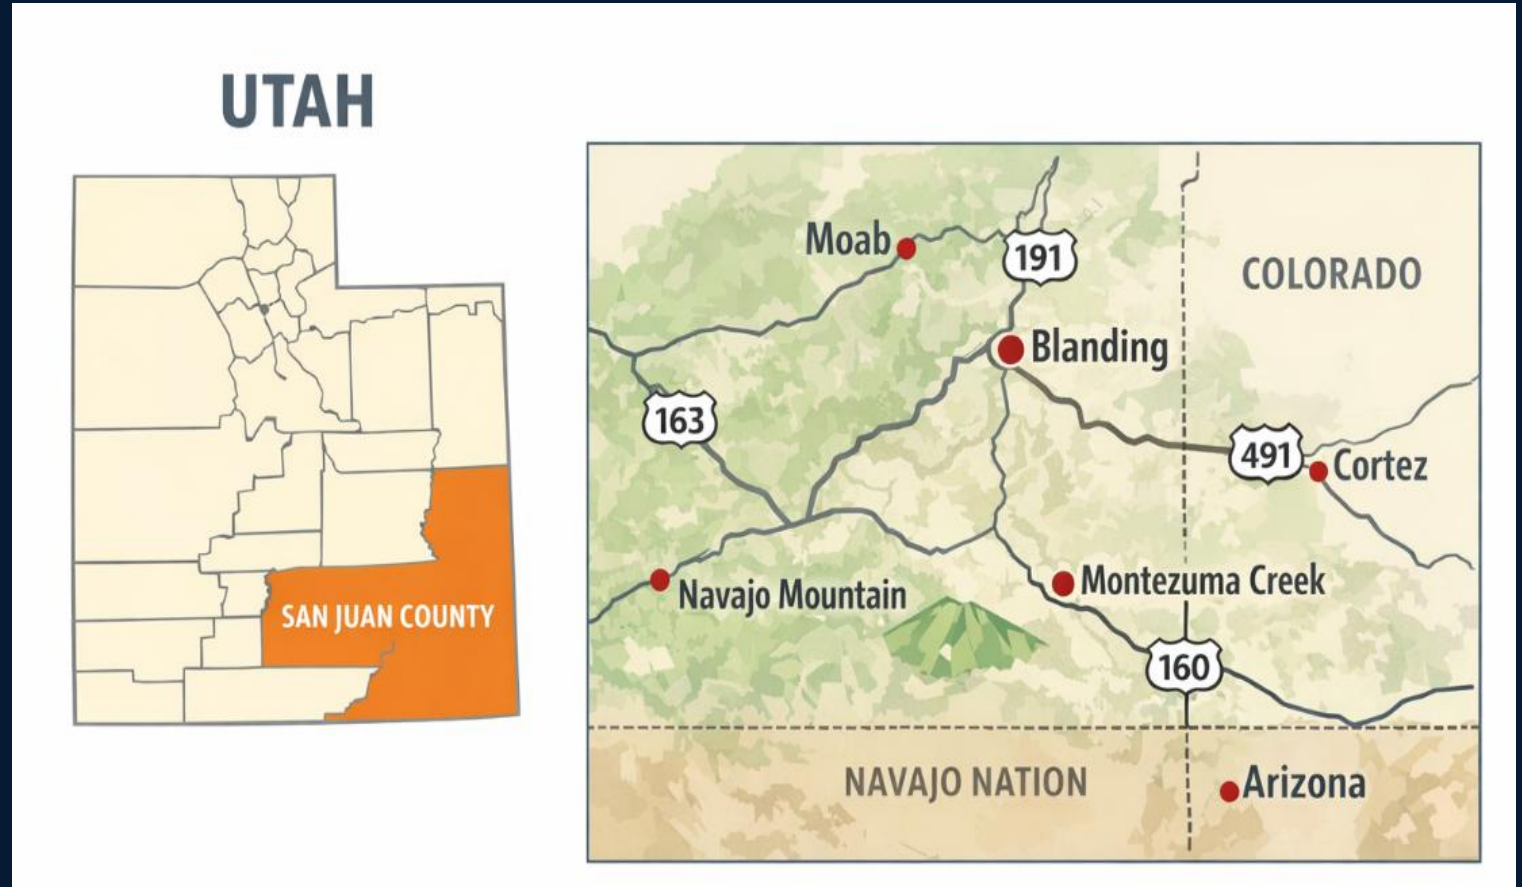 UTAH
SAN JUAN COUNTY
Moab
191
COLORADO
Blanding
163
491
Cortez
Navajo Mountain
Montezuma Creek
160
NAVAJO NATION
Arizona